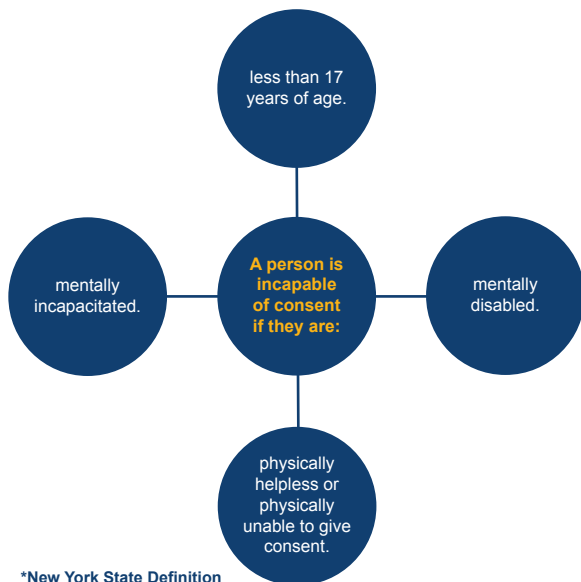 less than 17
years of age.
mentally
incapacitated.
A person is
incapable
of consent
if they are:
mentally
disabled.
physically
helpless or
physically
unable to give
consent.
*New York State Definition